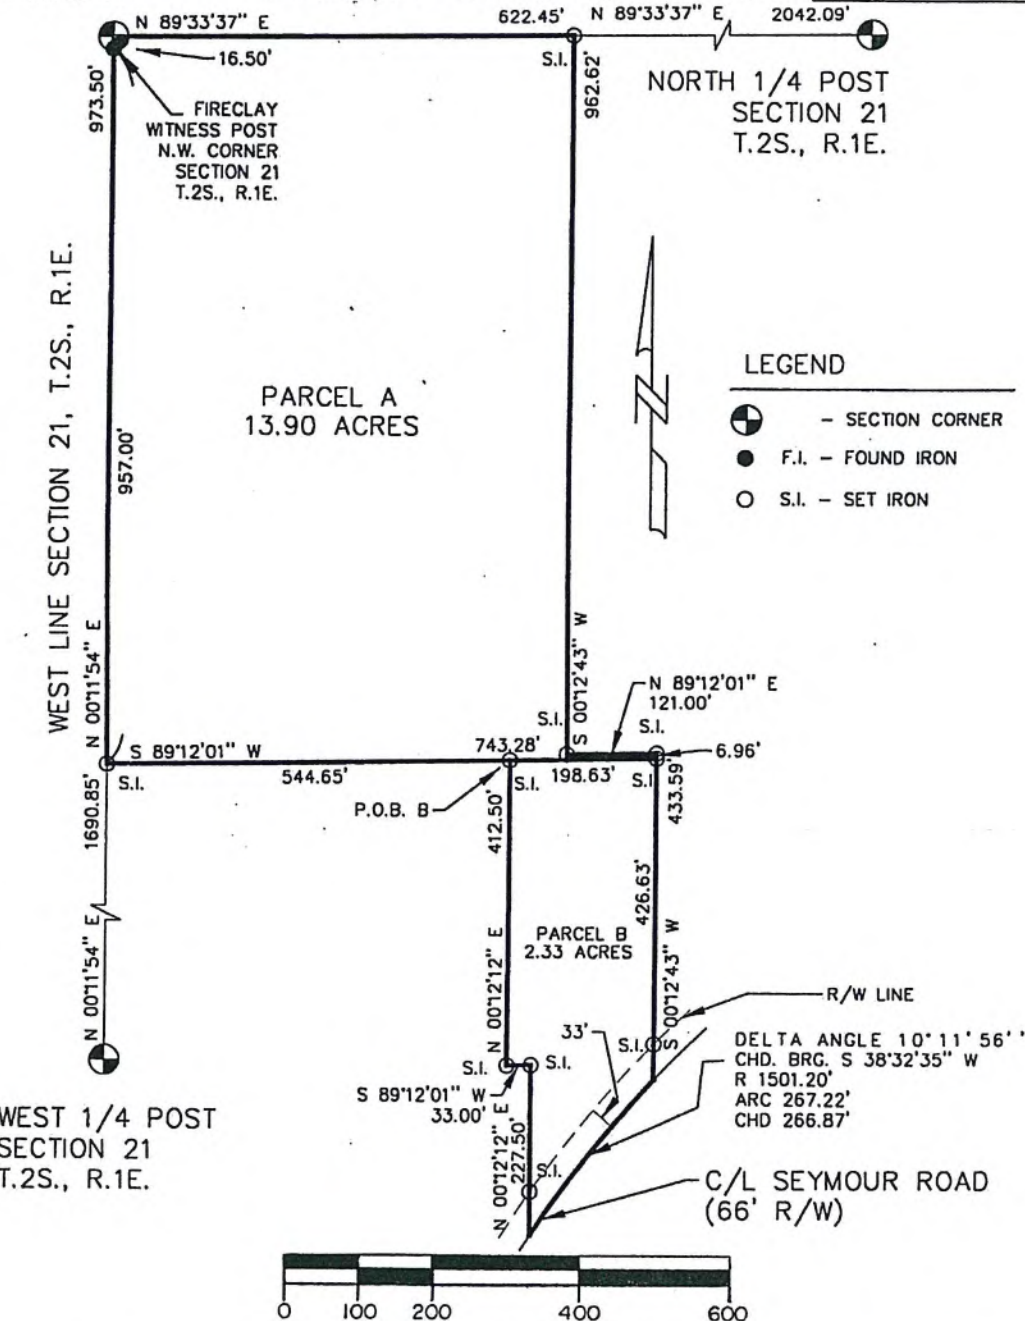 N 89°33'37" E
622.45'
N 89°33'37" E
2042.09'
16.50'
S.I.
973.50'
962.62'
FIRECLAY
WITNESS POST
N.W. CORNER
SECTION 21
T.2S., R.1E.
NORTH 1/4 POST
SECTION 21
T.2S., R.1E.
WEST LINE SECTION 21, T.2S., R.1E.
PARCEL A
13.90 ACRES
957.00'
LEGEND
- SECTION CORNER
F.I. - FOUND IRON
S.I. - SET IRON
N 00°11'54" E
S 00°12'43" W
N 89°12'01" E
121.00'
S.I.
S.I.
6.96'
S 89°12'01" W
743.28'
S.I.
544.65'
S.I.
198.63'
S.I.
P.O.B. B
1690.85'
412.50'
433.59'
426.63'
N 00°11'54" E
N 00°12'12" E
PARCEL B
2.33 ACRES
S 00°12'43" W
R/W LINE
33'
S.I.
S.I.
S.I.
DELTA ANGLE 10°11'56''
CHD. BRG. S 38°32'35" W
R 1501.20'
ARC 267.22'
CHD 266.87'
S 89°12'01" W
33.00'
N 00°12'12" E
227.50'
S.I.
WEST 1/4 POST
SECTION 21
T.2S., R.1E.
C/L SEYMOUR ROAD
(66' R/W)
0 100 200 400 600